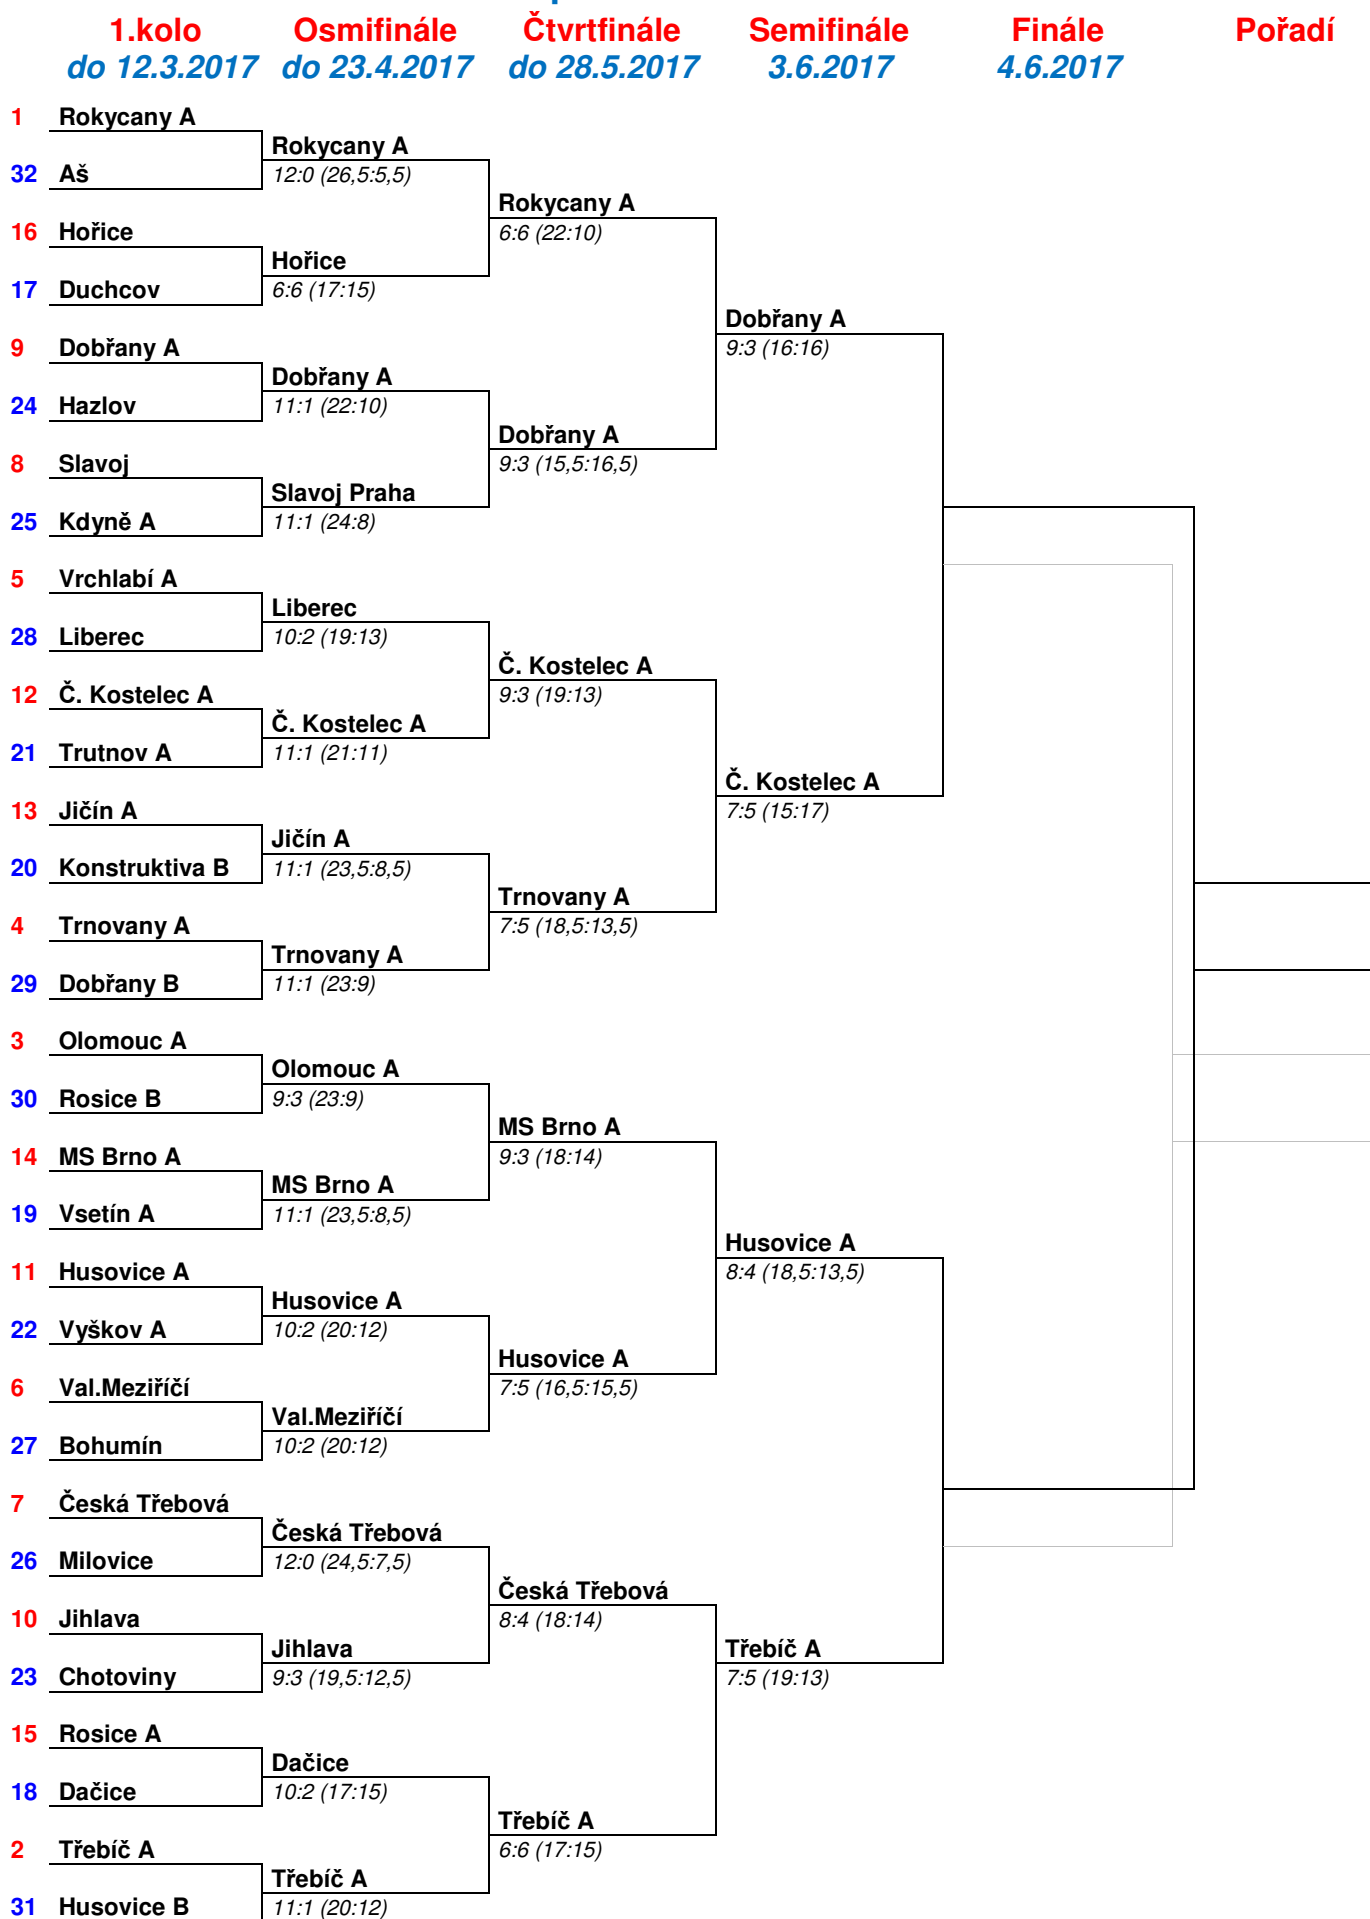 1.kolo Osmifinále Čtvrtfinále Semifinále Finále Pořadí
do 12.3.2017 do 23.4.2017 do 28.5.2017 3.6.2017 4.6.2017
1 Rokycany A
Rokycany A
32 Aš 12:0 (26,5:5,5)
Rokycany A
16 Hořice 6:6 (22:10)
Hořice
17 Duchcov 6:6 (17:15)
Dobřany A
9 Dobřany A 9:3 (16:16)
Dobřany A
24 Hazlov 11:1 (22:10)
Dobřany A
8 Slavoj 9:3 (15,5:16,5)
Slavoj Praha
25 Kdyně A 11:1 (24:8)
5 Vrchlabí A
Liberec
28 Liberec 10:2 (19:13)
Č. Kostelec A
12 Č. Kostelec A 9:3 (19:13)
Č. Kostelec A
21 Trutnov A 11:1 (21:11)
Č. Kostelec A
13 Jičín A 7:5 (15:17)
Jičín A
20 Konstruktiva B 11:1 (23,5:8,5)
Trnovany A
4 Trnovany A 7:5 (18,5:13,5)
Trnovany A
29 Dobřany B 11:1 (23:9)
3 Olomouc A
Olomouc A
30 Rosice B 9:3 (23:9)
MS Brno A
14 MS Brno A 9:3 (18:14)
MS Brno A
19 Vsetín A 11:1 (23,5:8,5)
Husovice A
11 Husovice A 8:4 (18,5:13,5)
Husovice A
22 Vyškov A 10:2 (20:12)
Husovice A
6 Val.Meziříčí 7:5 (16,5:15,5)
Val.Meziříčí
27 Bohumín 10:2 (20:12)
7 Česká Třebová
Česká Třebová
26 Milovice 12:0 (24,5:7,5)
Česká Třebová
10 Jihlava 8:4 (18:14)
Jihlava Třebíč A
23 Chotoviny 9:3 (19,5:12,5) 7:5 (19:13)
15 Rosice A
Dačice
18 Dačice 10:2 (17:15)
Třebíč A
2 Třebíč A 6:6 (17:15)
Třebíč A
31 Husovice B 11:1 (20:12)